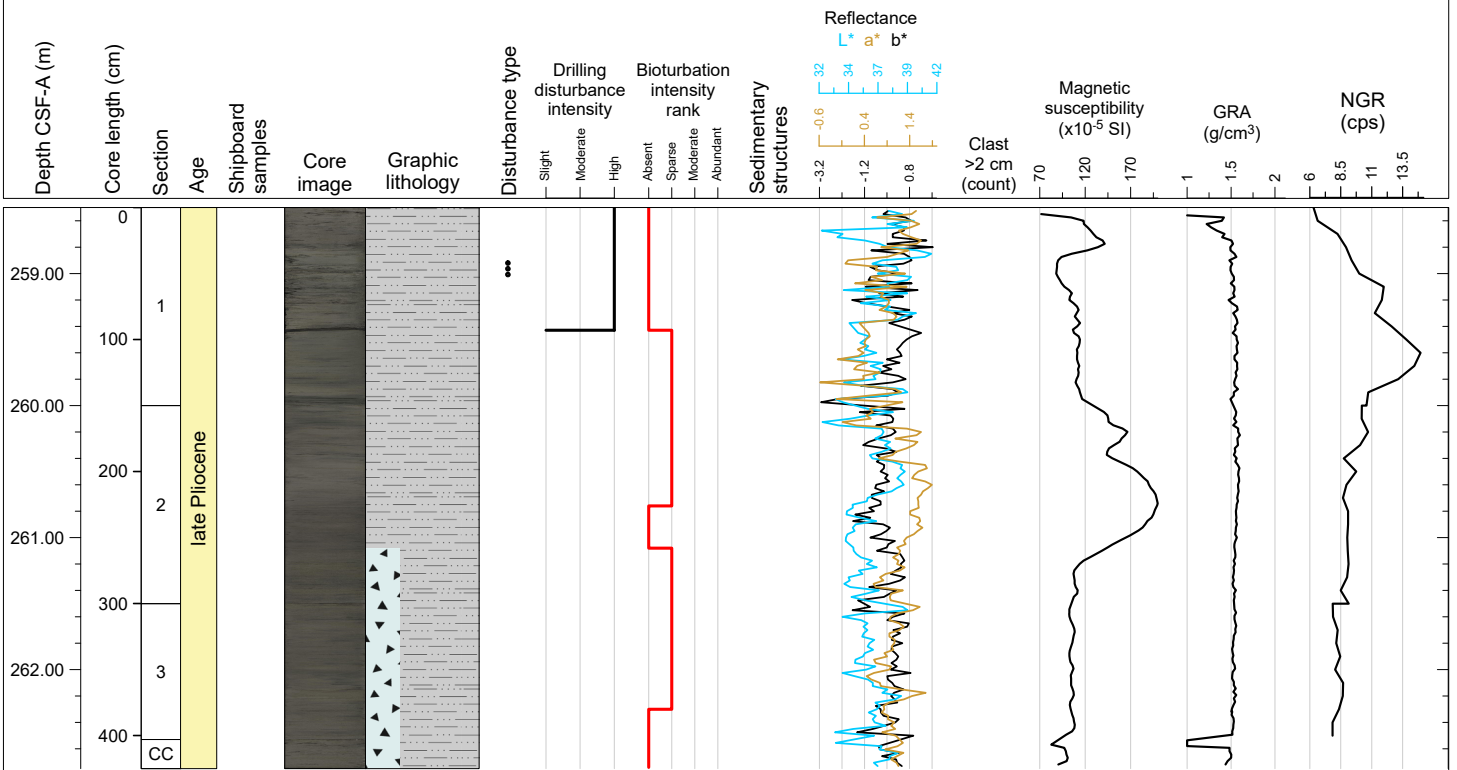 Depth CSF-A (m)
Core length (cm)
Section
Age
Shipboard
samples
Core
image
Graphic
lithology
Disturbance type
Drilling
disturbance
intensity
Slight
Moderate
High
Bioturbation
intensity
rank
Absent
Sparse
Moderate
Abundant
Sedimentary
structures
Reflectance
L* a* b*
32 34 37 39 42
-0.6 0.4 1.4
-3.2 -1.2 0.8
Clast
>2 cm
(count)
Magnetic
susceptibility
(x10-5 SI)
70 120 170
GRA
(g/cm3)
1 1.5 2
NGR
(cps)
6 8.5 11 13.5
0
259.00
1
100
260.00
200
2
late Pliocene
261.00
300
262.00
3
400
CC